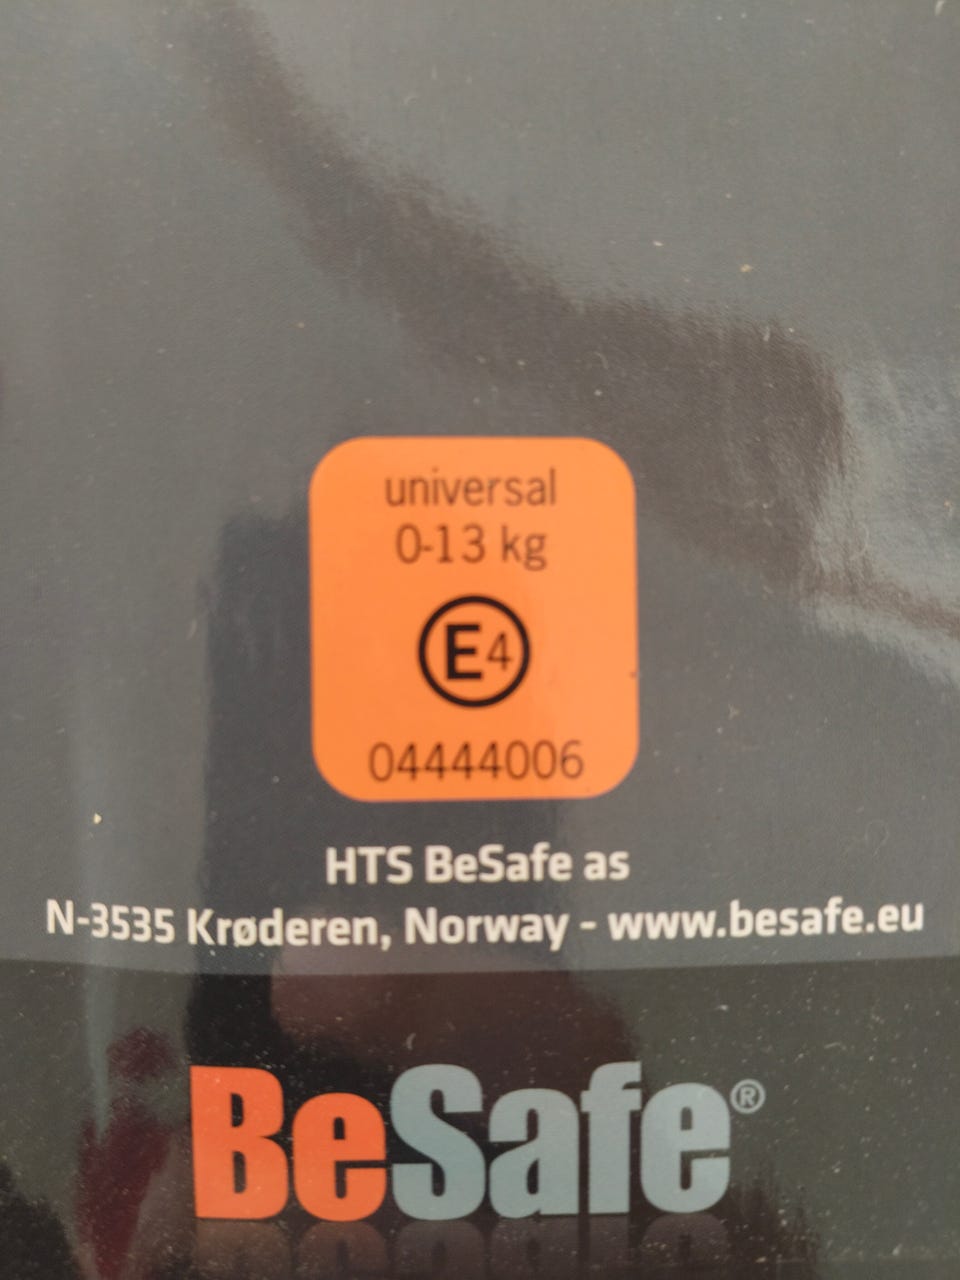 universal
0-13 kg
E4
04444006
HTS BeSafe as
N-3535 Krøderen, Norway - www.besafe.eu
BeSafe®